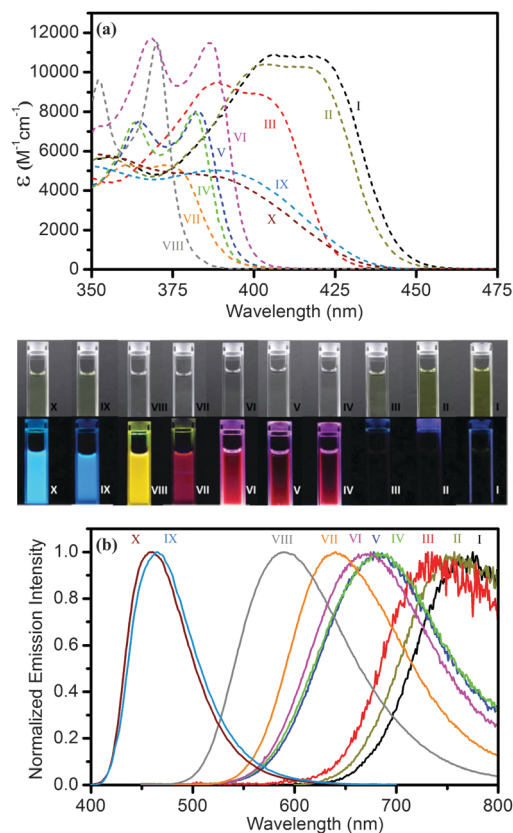 (a)
ε (M⁻¹cm⁻¹)
12000
10000
8000
6000
4000
2000
0
I
II
III
VI
V
IV
IX
VII
X
VIII
350 375 400 425 450 475
Wavelength (nm)
X IX VIII VII VI V IV III II I
X IX VIII VII VI V IV III II I
(b)
X IX VIII VII VI V IV III II I
Normalized Emission Intensity
1.0
0.8
0.6
0.4
0.2
0.0
400 500 600 700 800
Wavelength (nm)